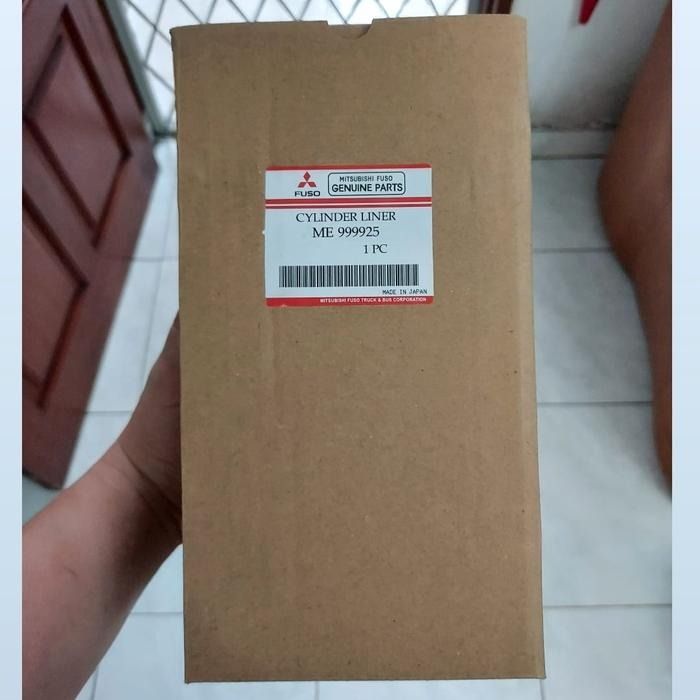 FUSO
MITSUBISHI FUSO
GENUINE PARTS
CYLINDER LINER
ME 999925
1 PC
MADE IN JAPAN
MITSUBISHI FUSO TRUCK & BUS CORPORATION